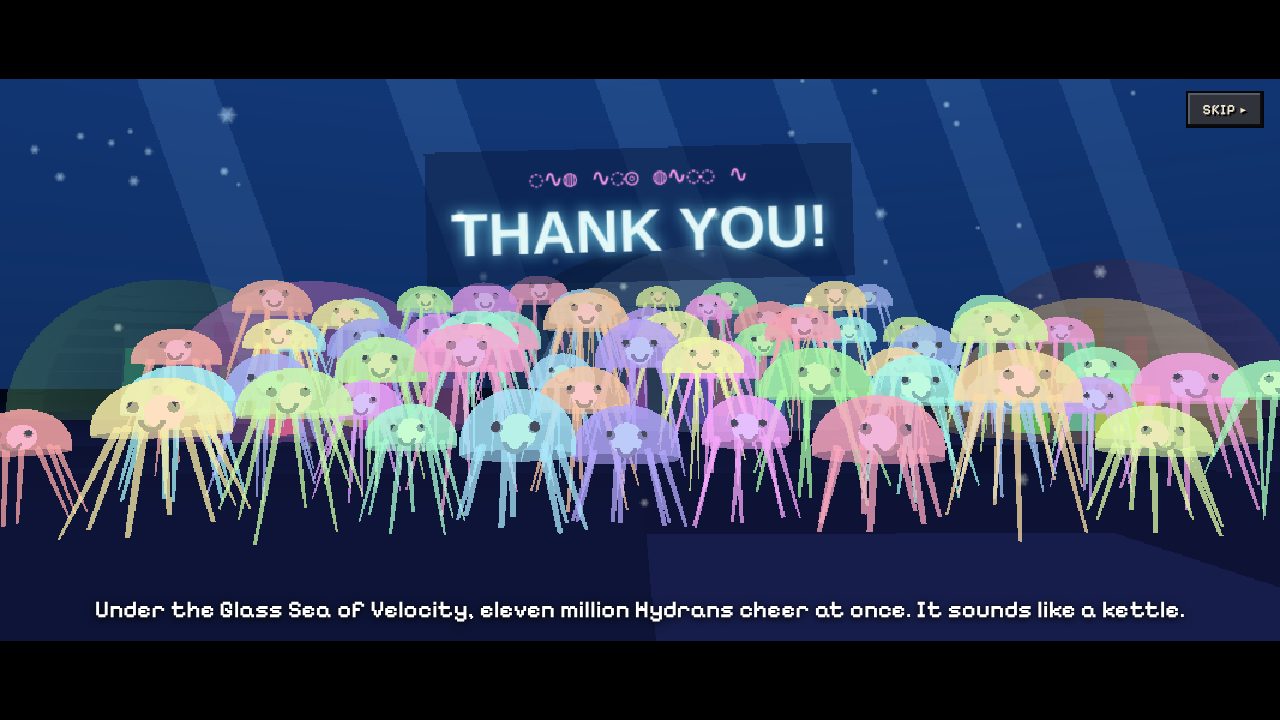 SKIP ▸
THANK YOU!
Under the Glass Sea of Velocity, eleven million Hydrans cheer at once. It sounds like a kettle.